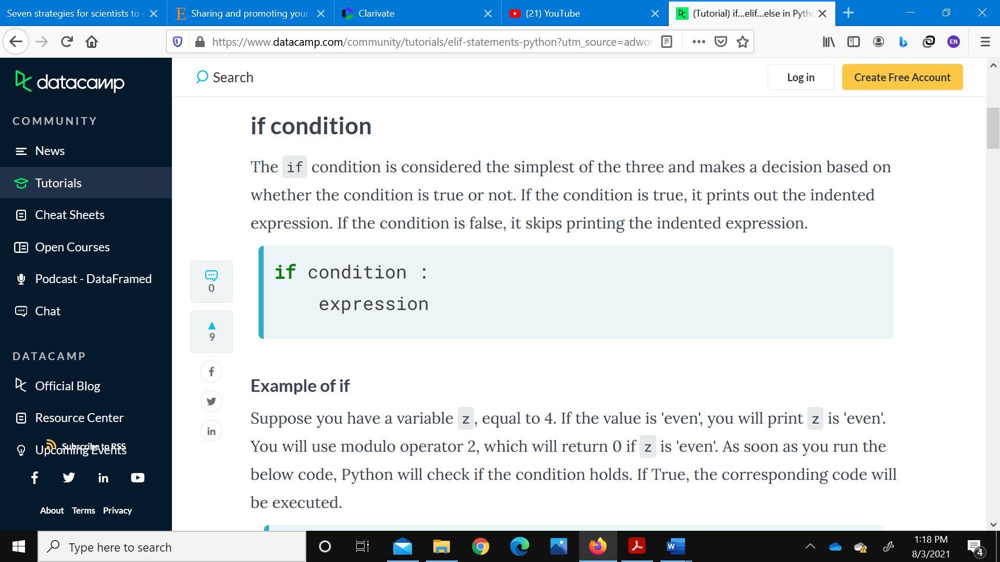 Seven strategies for scientists to
Sharing and promoting your
Clarivate
(21) YouTube
(Tutorial) if...elif...else in Pytho
https://www.datacamp.com/community/tutorials/elif-statements-python?utm_source=adwor
EN
datacamp
Search
Log in
Create Free Account
COMMUNITY
News
Tutorials
Cheat Sheets
Open Courses
Podcast - DataFramed
Chat
DATACAMP
Official Blog
Resource Center
Subscribe to RSS
Upcoming Events
About Terms Privacy
0
9
if condition
The if condition is considered the simplest of the three and makes a decision based on
whether the condition is true or not. If the condition is true, it prints out the indented
expression. If the condition is false, it skips printing the indented expression.
if condition :
expression
Example of if
Suppose you have a variable z, equal to 4. If the value is 'even', you will print z is 'even'.
You will use modulo operator 2, which will return 0 if z is 'even'. As soon as you run the
below code, Python will check if the condition holds. If True, the corresponding code will
be executed.
Type here to search
1:18 PM
8/3/2021
4